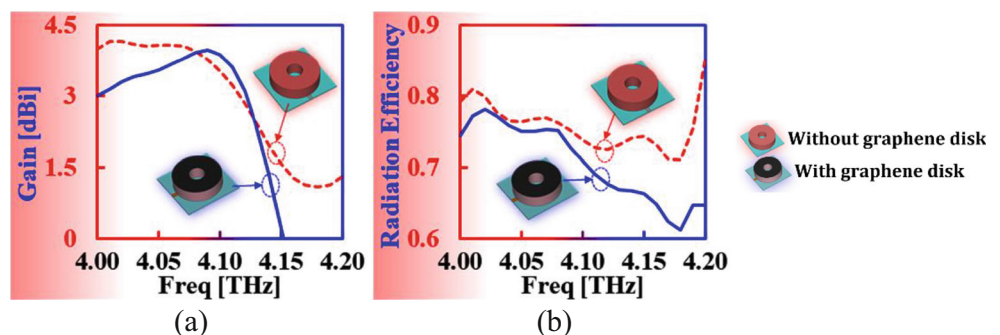 4.5
3
1.5
0
Gain [dBi]
4.00 4.05 4.10 4.15 4.20
Freq [THz]
(a)
0.9
0.8
0.7
0.6
Radiation Efficiency
4.00 4.05 4.10 4.15 4.20
Freq [THz]
(b)
Without graphene disk
With graphene disk